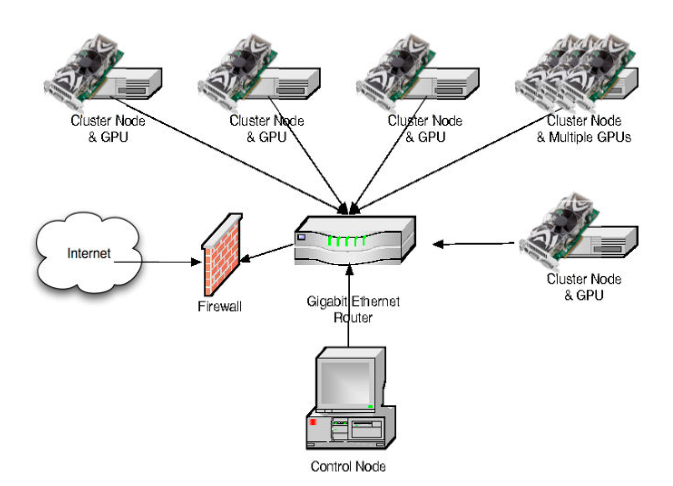 Cluster Node
& GPU
Cluster Node
& GPU
Cluster Node
& GPU
Cluster Node
& Multiple GPUs
Internet
Firewall
Gigabit Ethernet
Router
Cluster Node
& GPU
Control Node